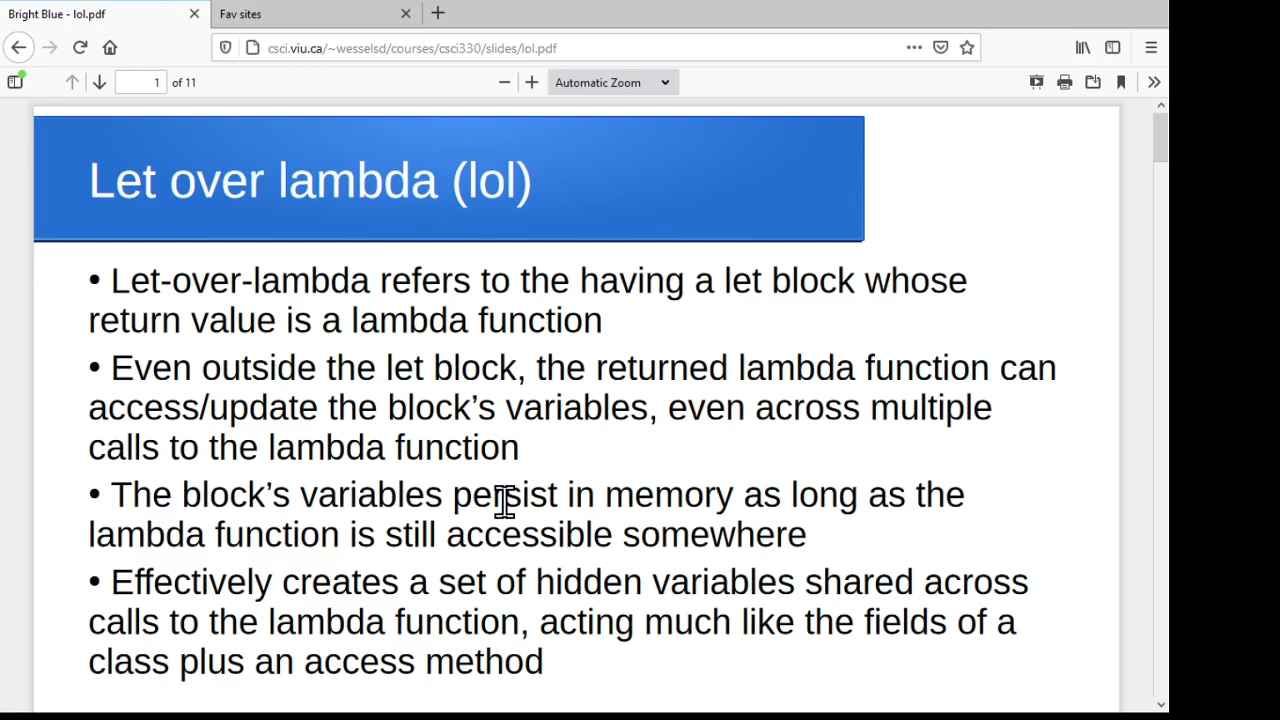 Bright Blue - lol.pdf
Fav sites
csci.viu.ca/~wesselsd/courses/csci330/slides/lol.pdf
1 of 11
Automatic Zoom
Let over lambda (lol)
• Let-over-lambda refers to the having a let block whose
return value is a lambda function
• Even outside the let block, the returned lambda function can
access/update the block’s variables, even across multiple
calls to the lambda function
• The block’s variables persist in memory as long as the
lambda function is still accessible somewhere
• Effectively creates a set of hidden variables shared across
calls to the lambda function, acting much like the fields of a
class plus an access method